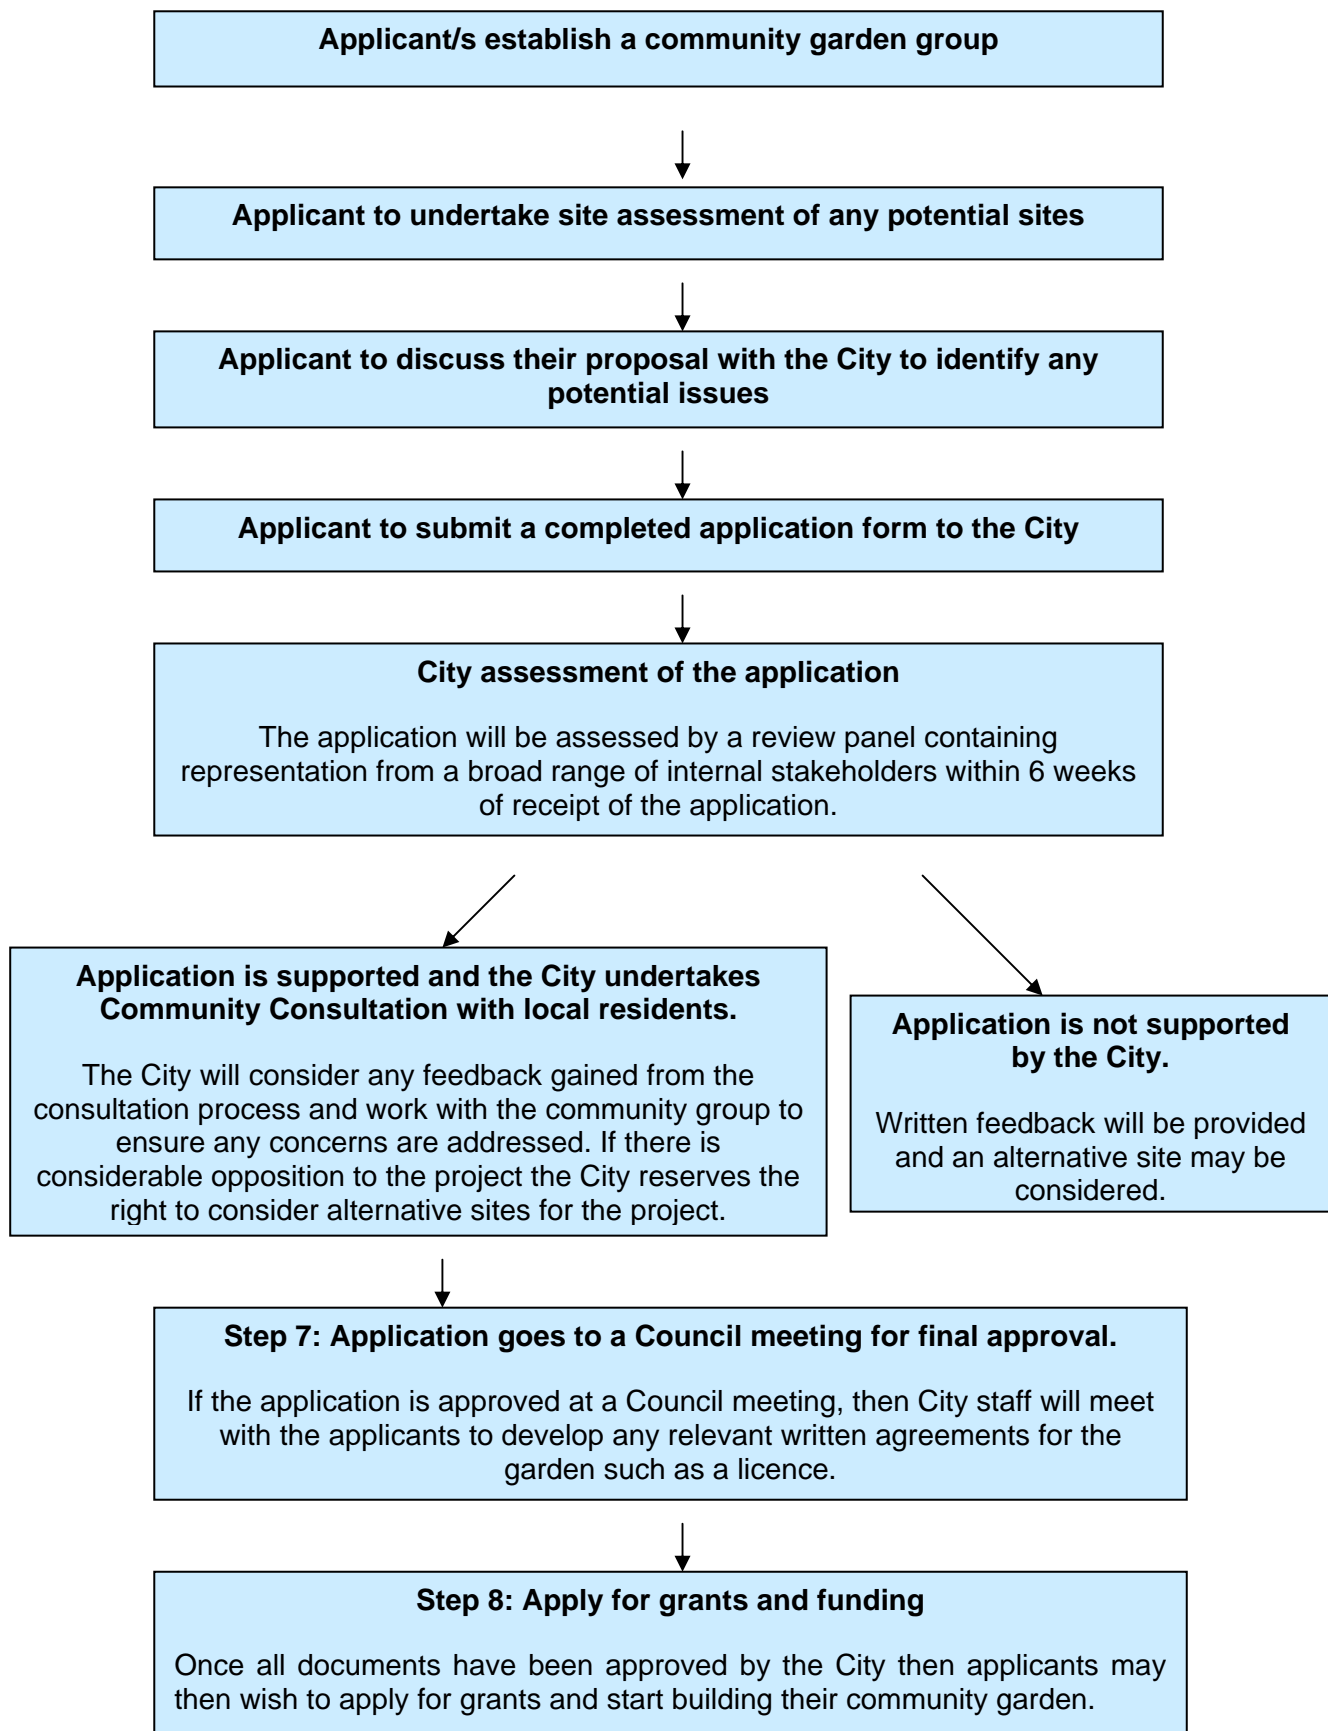 Applicant/s establish a community garden group
Applicant to undertake site assessment of any potential sites
Applicant to discuss their proposal with the City to identify any
potential issues
Applicant to submit a completed application form to the City
City assessment of the application
The application will be assessed by a review panel containing
representation from a broad range of internal stakeholders within 6 weeks
of receipt of the application.
Application is supported and the City undertakes
Community Consultation with local residents.
The City will consider any feedback gained from the
consultation process and work with the community group to
ensure any concerns are addressed. If there is
considerable opposition to the project the City reserves the
right to consider alternative sites for the project.
Application is not supported
by the City.
Written feedback will be provided
and an alternative site may be
considered.
Step 7: Application goes to a Council meeting for final approval.
If the application is approved at a Council meeting, then City staff will meet
with the applicants to develop any relevant written agreements for the
garden such as a licence.
Step 8: Apply for grants and funding
Once all documents have been approved by the City then applicants may
then wish to apply for grants and start building their community garden.